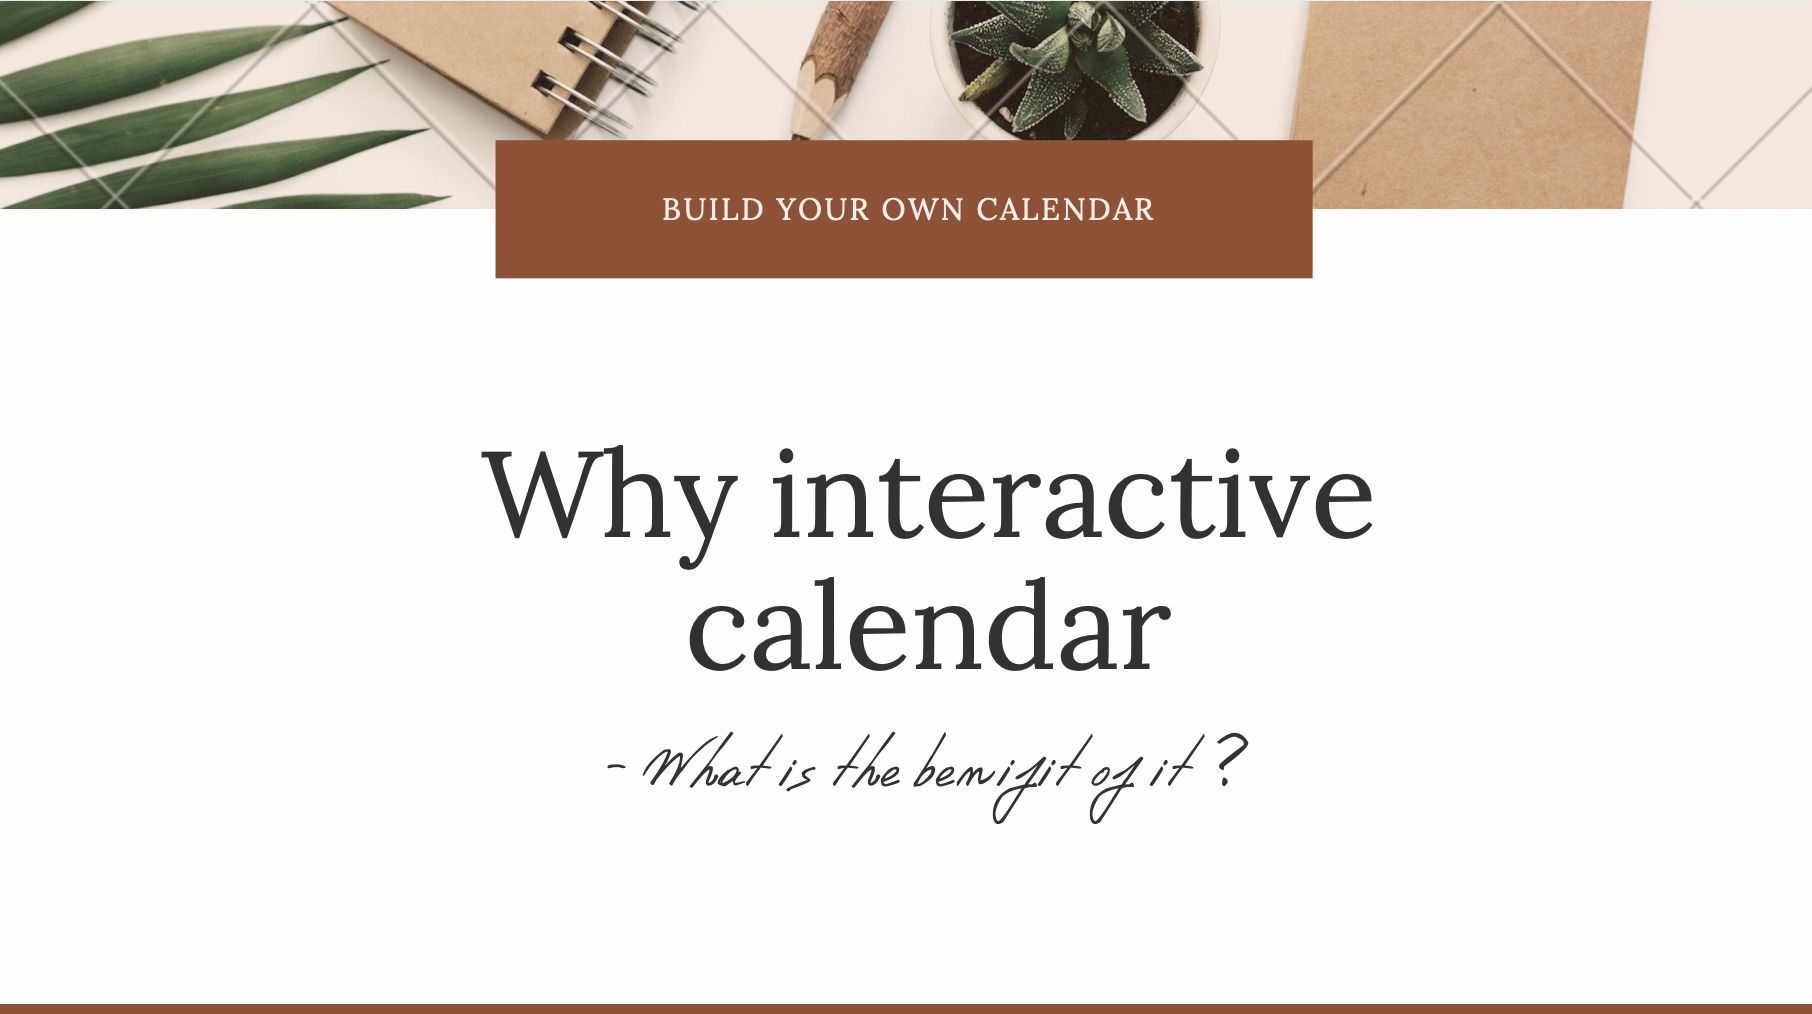 BUILD YOUR OWN CALENDAR
Why interactive
calendar
- What is the benifit of it ?